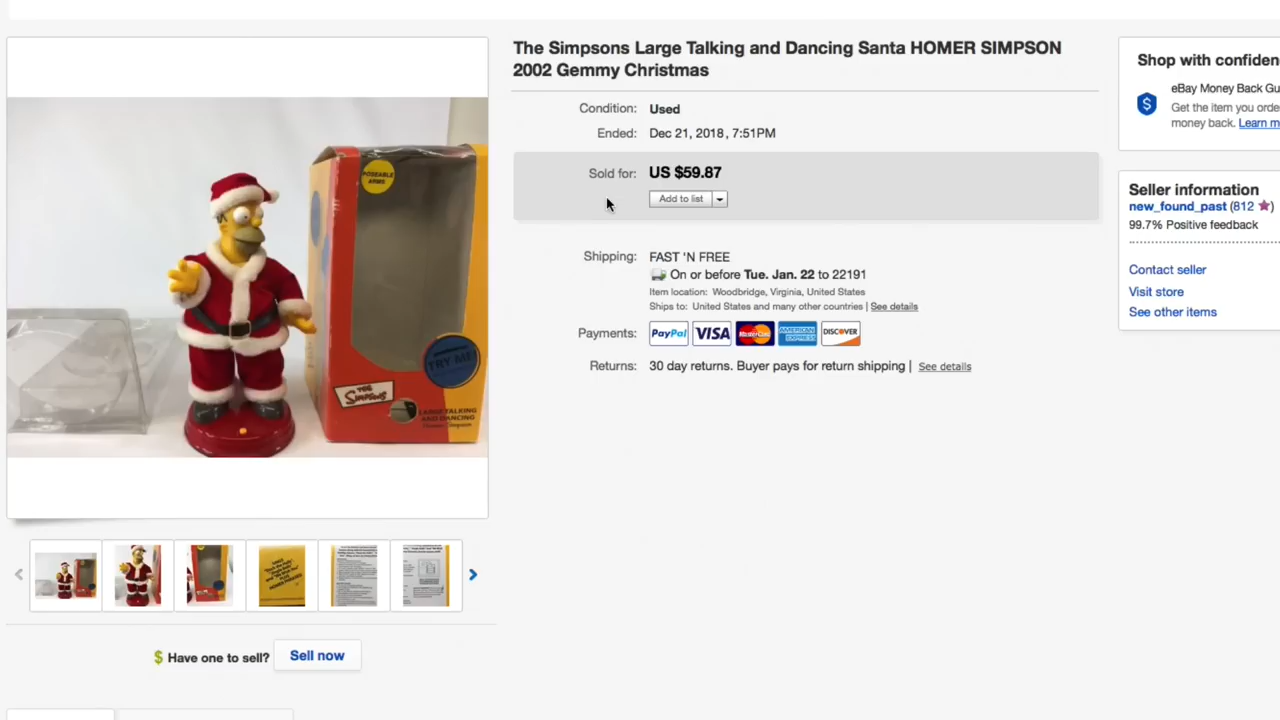 The Simpsons Large Talking and Dancing Santa HOMER SIMPSON
2002 Gemmy Christmas
Condition: Used
Ended: Dec 21, 2018 , 7:51PM
Sold for: US $59.87
Add to list
Shipping: FAST 'N FREE
On or before Tue. Jan. 22 to 22191
Item location: Woodbridge, Virginia, United States
Ships to: United States and many other countries | See details
Payments: PayPal VISA MasterCard AMERICAN EXPRESS DISCOVER
Returns: 30 day returns. Buyer pays for return shipping | See details
Shop with confiden
$ eBay Money Back Gu
Get the item you orde
money back. Learn m
Seller information
new_found_past (812 )
99.7% Positive feedback
Contact seller
Visit store
See other items
POSEABLE
ARMS
TRY ME!
THE
Simpsons
LARGE TALKING
AND DANCING
Homer Simpson
$ Have one to sell? Sell now